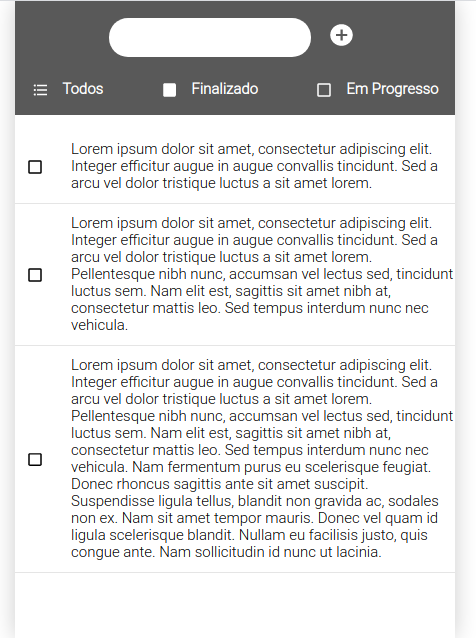 Todos Finalizado Em Progresso
Lorem ipsum dolor sit amet, consectetur adipiscing elit.
Integer efficitur augue in augue convallis tincidunt. Sed a
arcu vel dolor tristique luctus a sit amet lorem.
Lorem ipsum dolor sit amet, consectetur adipiscing elit.
Integer efficitur augue in augue convallis tincidunt. Sed a
arcu vel dolor tristique luctus a sit amet lorem.
Pellentesque nibh nunc, accumsan vel lectus sed, tincidunt
luctus sem. Nam elit est, sagittis sit amet nibh at,
consectetur mattis leo. Sed tempus interdum nunc nec
vehicula.
Lorem ipsum dolor sit amet, consectetur adipiscing elit.
Integer efficitur augue in augue convallis tincidunt. Sed a
arcu vel dolor tristique luctus a sit amet lorem.
Pellentesque nibh nunc, accumsan vel lectus sed, tincidunt
luctus sem. Nam elit est, sagittis sit amet nibh at,
consectetur mattis leo. Sed tempus interdum nunc nec
vehicula. Nam fermentum purus eu scelerisque feugiat.
Donec rhoncus sagittis ante sit amet suscipit.
Suspendisse ligula tellus, blandit non gravida ac, sodales
non ex. Nam sit amet tempor mauris. Donec vel quam id
ligula scelerisque blandit. Nullam eu facilisis justo, quis
congue ante. Nam sollicitudin id nunc ut lacinia.